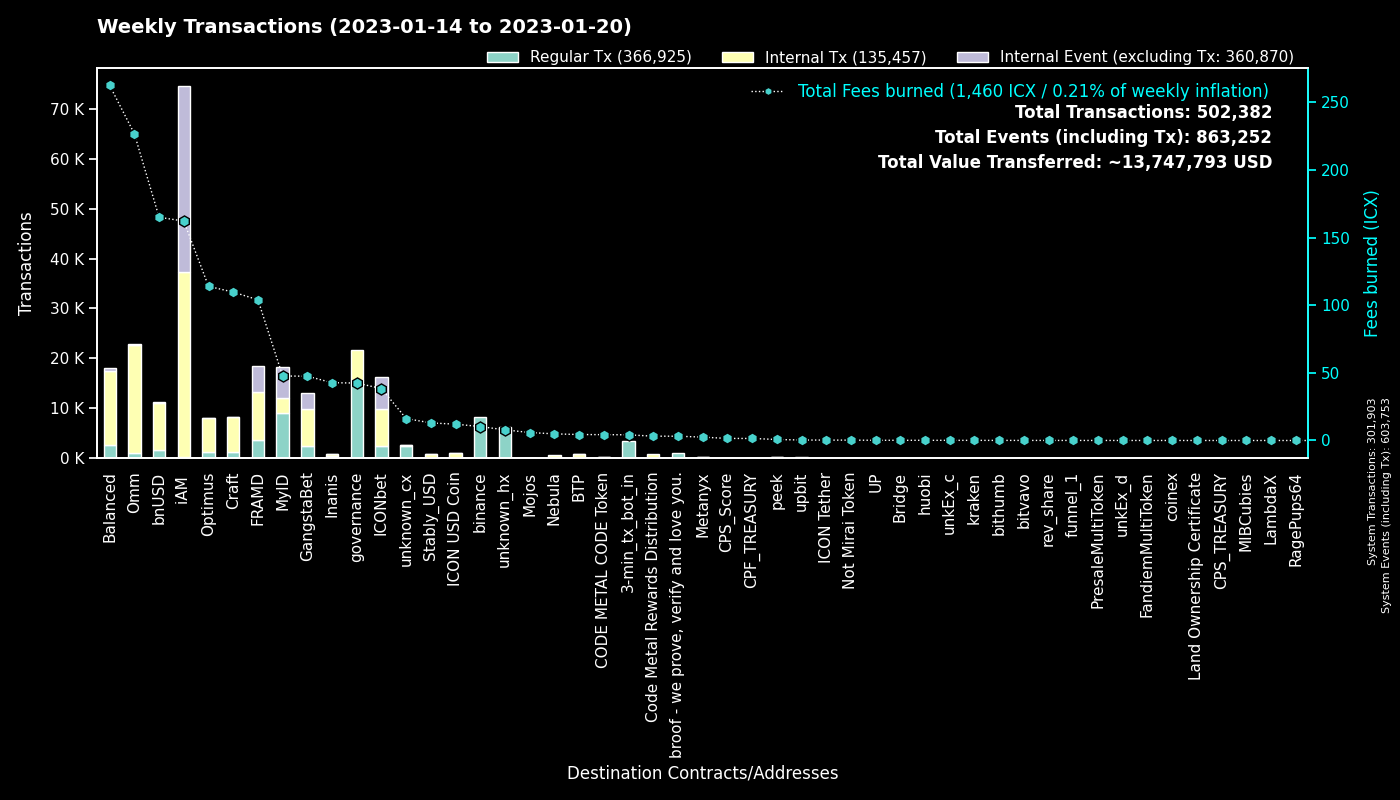 Weekly Transactions (2023-01-14 to 2023-01-20)
Regular Tx (366,925)
Internal Tx (135,457)
Internal Event (excluding Tx: 360,870)
Total Fees burned (1,460 ICX / 0.21% of weekly inflation)
Total Transactions: 502,382
Total Events (including Tx): 863,252
Total Value Transferred: ~13,747,793 USD
Transactions
70 K
60 K
50 K
40 K
30 K
20 K
10 K
0 K
250
200
150
100
50
0
Fees burned (ICX)
System Transactions: 301,903
System Events (including Tx): 603,753
Balanced
Omm
bnUSD
iAM
Optimus
Craft
FRAMD
MyID
GangstaBet
Inanis
governance
ICONbet
unknown_cx
Stably_USD
ICON USD Coin
binance
unknown_hx
Mojos
Nebula
BTP
CODE METAL CODE Token
3-min_tx_bot_in
Code Metal Rewards Distribution
broof - we prove, verify and love you.
Metanyx
CPS_Score
CPF_TREASURY
peek
upbit
ICON Tether
Not Mirai Token
UP
Bridge
huobi
unkEx_c
kraken
bithumb
bitvavo
rev_share
funnel_1
PresaleMultiToken
unkEx_d
FandiemMultiToken
coinex
Land Ownership Certificate
CPS_TREASURY
MIBCubies
LambdaX
RagePups64
Destination Contracts/Addresses